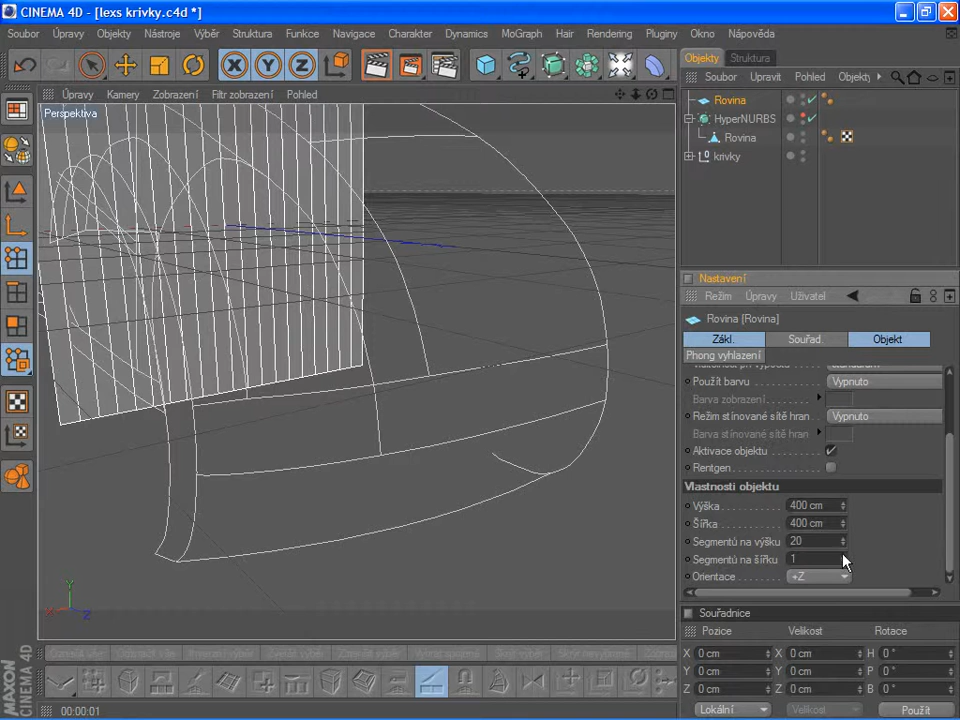 CINEMA 4D - [lexs krivky.c4d *]
Soubor Úpravy Objekty Nástroje Výběr Struktura Funkce Navigace Charakter Dynamics MoGraph Hair Rendering Pluginy Okno Nápověda
Objekty Struktura
Soubor Upravit Pohled Objekty
Úpravy Kamery Zobrazení Filtr zobrazení Pohled
Perspektiva
Rovina
HyperNURBS
Rovina
krivky
Nastavení
Režim Úpravy Uživatel
Rovina [Rovina]
Zákl. Souřad. Objekt
Phong vyhlazení
Použít barvu Vypnuto
Barva zobrazení
Režim stínované sítě hran Vypnuto
Barva stínované sítě hran
Aktivace objektu
Rentgen
Vlastnosti objektu
Výška 400 cm
Šířka 400 cm
Segmentů na výšku 20
Segmentů na šířku 1
Orientace +Z
Y
X Z
Souřadnice
Pozice Velikost Rotace
X 0 cm X 0 cm H 0 °
Y 0 cm Y 0 cm P 0 °
Z 0 cm Z 0 cm B 0 °
Lokální Velikost Použít
MAXON
CINEMA 4D
00:00:01